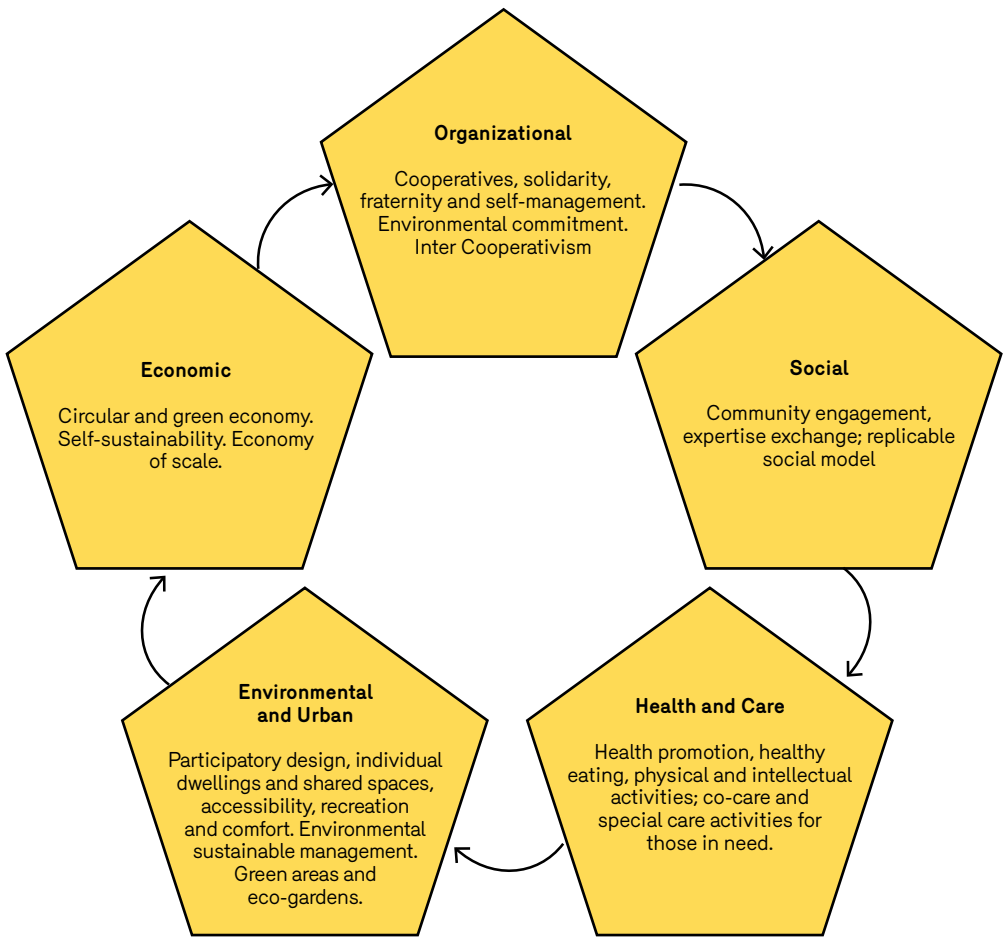 Organizational
Cooperatives, solidarity,
fraternity and self-management.
Environmental commitment.
Inter Cooperativism
Social
Community engagement,
expertise exchange; replicable
social model
Health and Care
Health promotion, healthy
eating, physical and intellectual
activities; co-care and
special care activities for
those in need.
Environmental
and Urban
Participatory design, individual
dwellings and shared spaces,
accessibility, recreation
and comfort. Environmental
sustainable management.
Green areas and
eco-gardens.
Economic
Circular and green economy.
Self-sustainability. Economy
of scale.